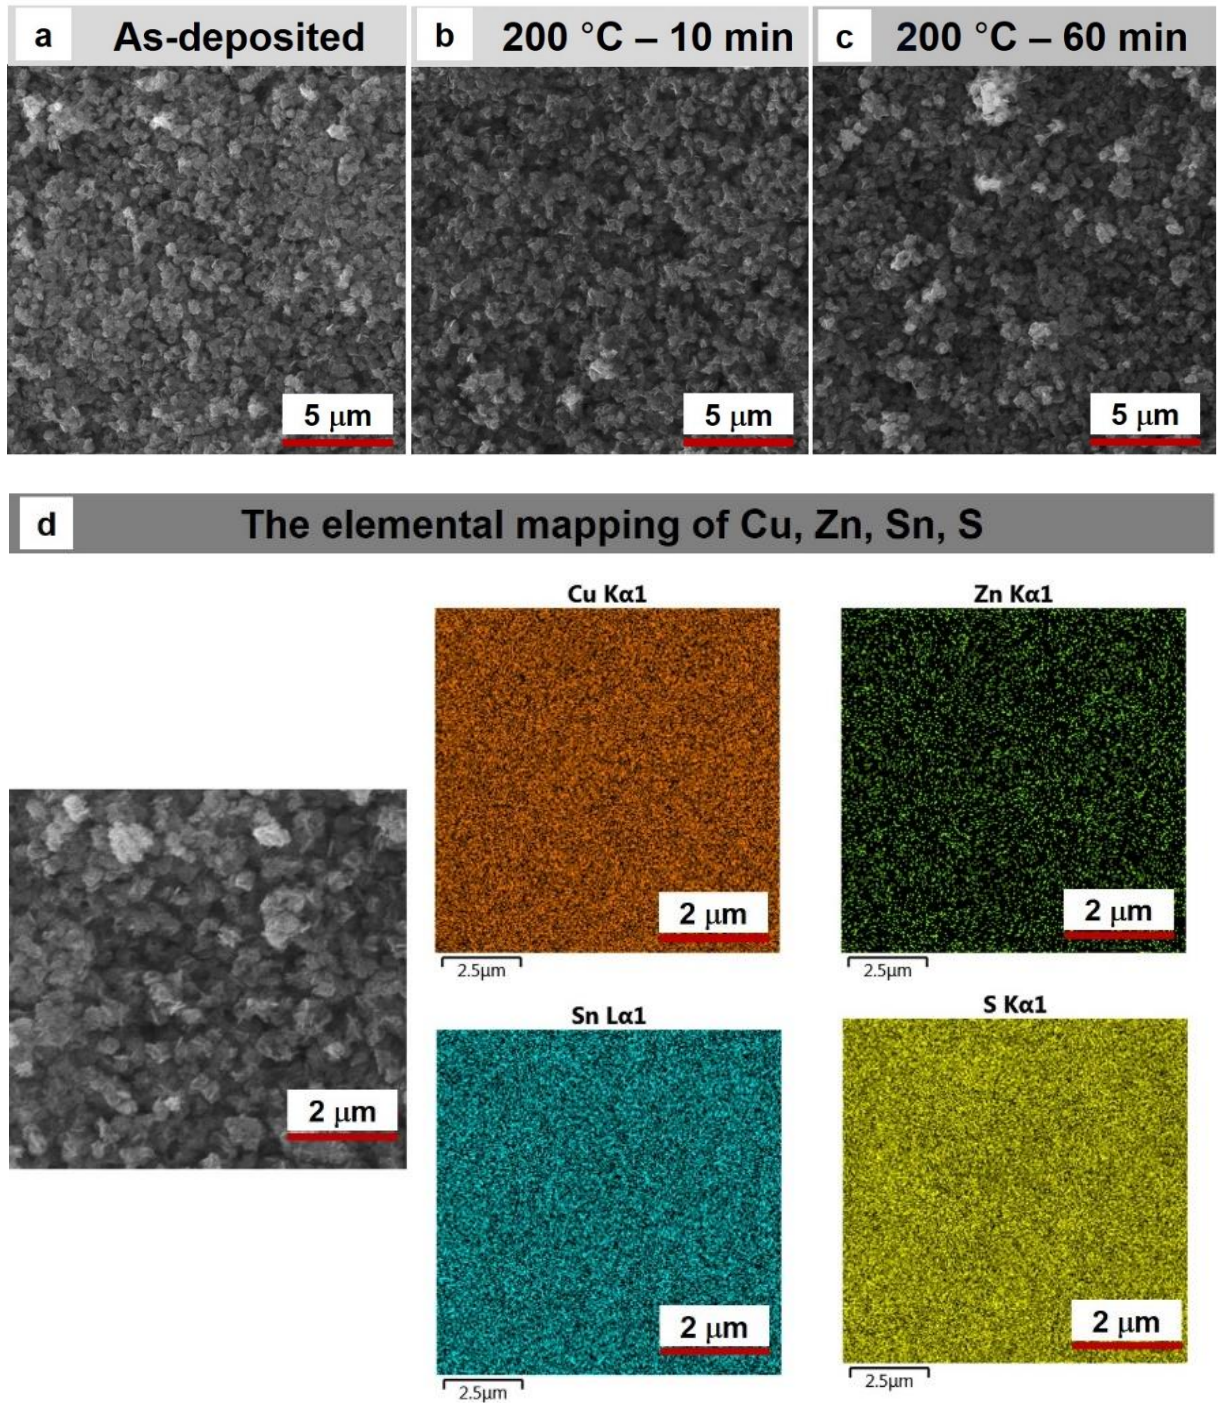 a As-deposited
b 200 °C – 10 min
c 200 °C – 60 min
5 μm
5 μm
5 μm
d The elemental mapping of Cu, Zn, Sn, S
Cu Kα1
Zn Kα1
2 μm
2 μm
2.5μm
2.5μm
Sn Lα1
S Kα1
2 μm
2 μm
2 μm
2.5μm
2.5μm